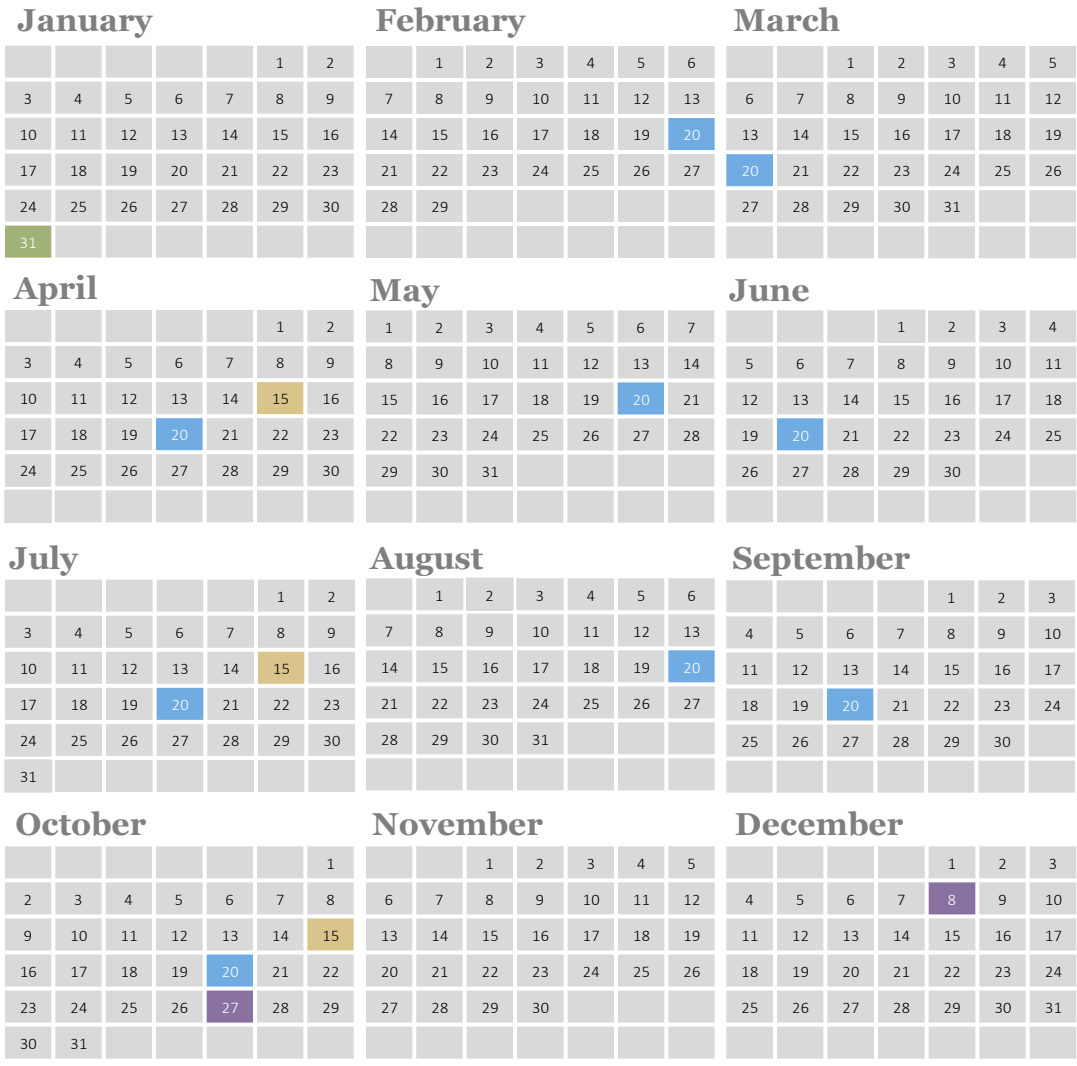 January February March
1 2 1 2 3 4 5 6 1 2 3 4 5
3 4 5 6 7 8 9 7 8 9 10 11 12 13 6 7 8 9 10 11 12
10 11 12 13 14 15 16 14 15 16 17 18 19 20 13 14 15 16 17 18 19
17 18 19 20 21 22 23 21 22 23 24 25 26 27 20 21 22 23 24 25 26
24 25 26 27 28 29 30 28 29 27 28 29 30 31
31
April May June
1 2 1 2 3 4 5 6 7 1 2 3 4
3 4 5 6 7 8 9 8 9 10 11 12 13 14 5 6 7 8 9 10 11
10 11 12 13 14 15 16 15 16 17 18 19 20 21 12 13 14 15 16 17 18
17 18 19 20 21 22 23 22 23 24 25 26 27 28 19 20 21 22 23 24 25
24 25 26 27 28 29 30 29 30 31 26 27 28 29 30
July August September
1 2 1 2 3 4 5 6 1 2 3
3 4 5 6 7 8 9 7 8 9 10 11 12 13 4 5 6 7 8 9 10
10 11 12 13 14 15 16 14 15 16 17 18 19 20 11 12 13 14 15 16 17
17 18 19 20 21 22 23 21 22 23 24 25 26 27 18 19 20 21 22 23 24
24 25 26 27 28 29 30 28 29 30 31 25 26 27 28 29 30
31
October November December
1 1 2 3 4 5 1 2 3
2 3 4 5 6 7 8 6 7 8 9 10 11 12 4 5 6 7 8 9 10
9 10 11 12 13 14 15 13 14 15 16 17 18 19 11 12 13 14 15 16 17
16 17 18 19 20 21 22 20 21 22 23 24 25 26 18 19 20 21 22 23 24
23 24 25 26 27 28 29 27 28 29 30 25 26 27 28 29 30 31
30 31